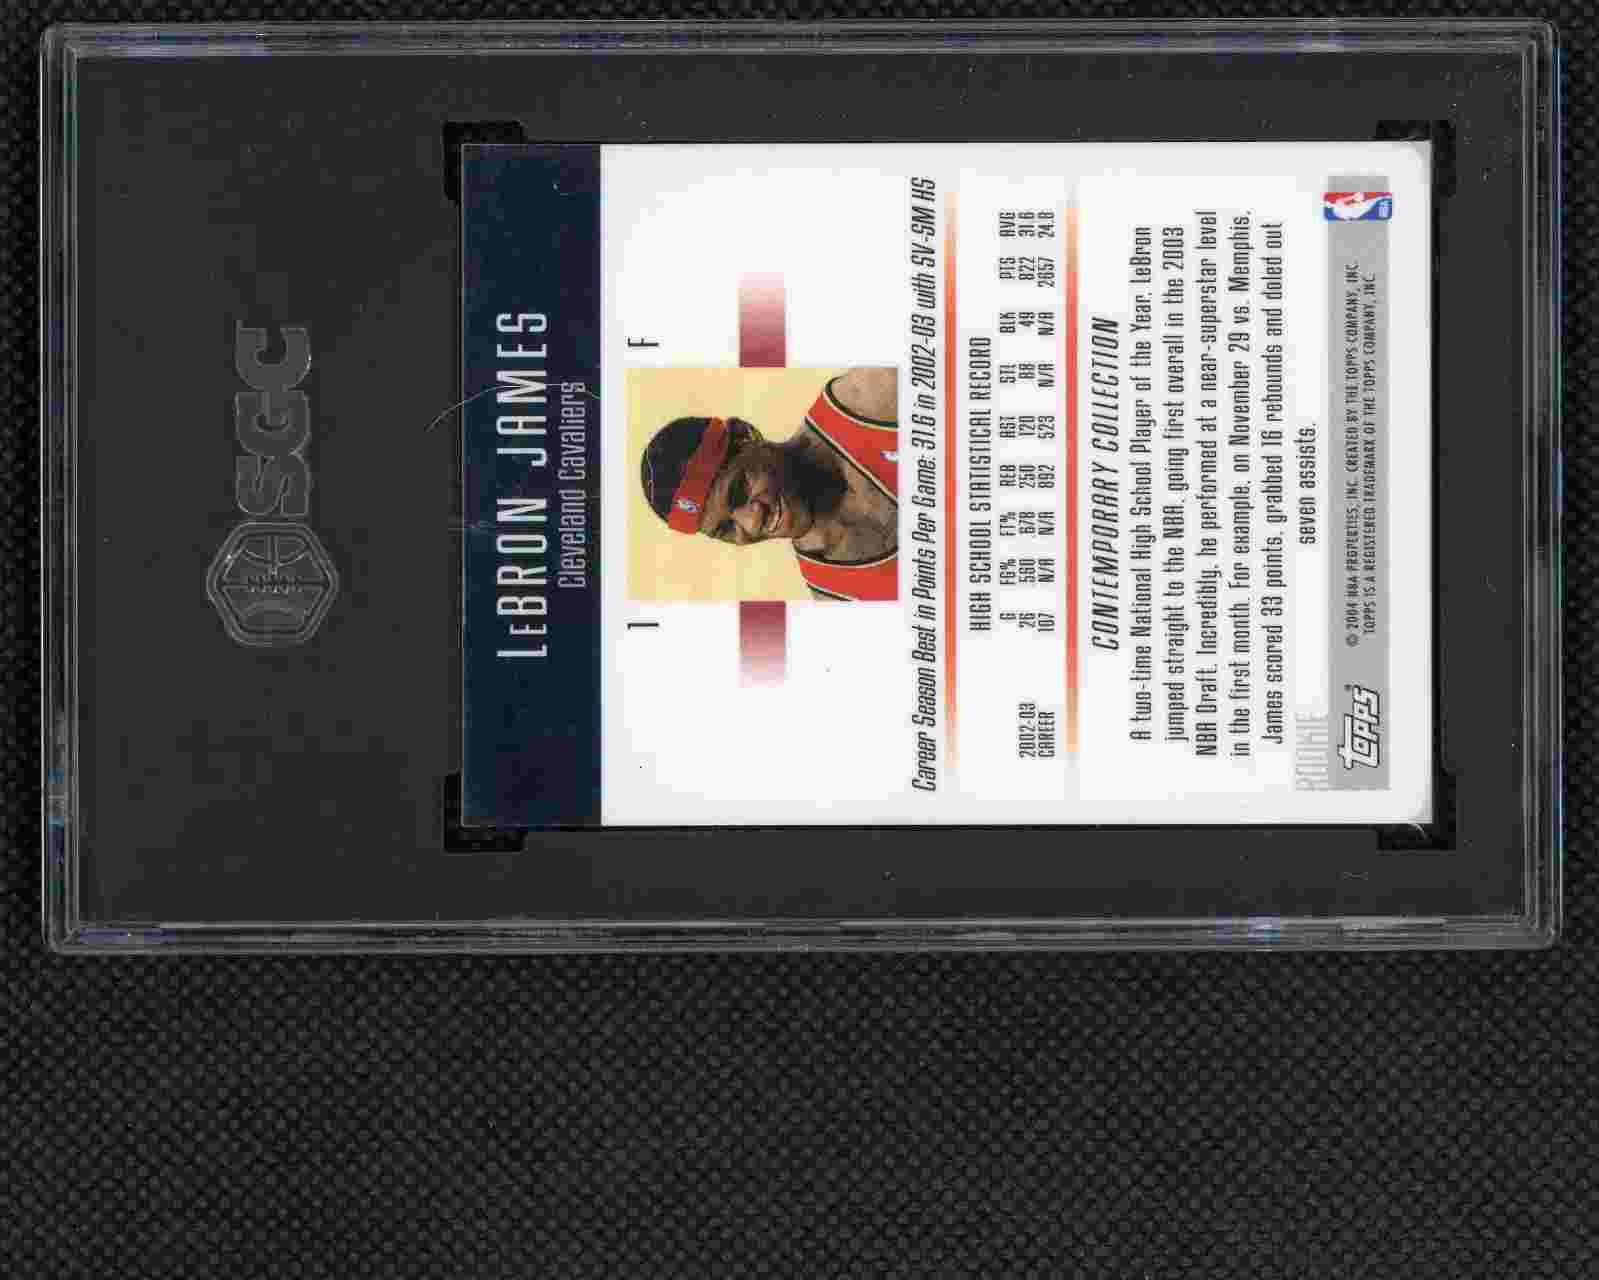 SGC
LeBRON JAMES
Cleveland Cavaliers
1 F
Career Season Best in Points Per Game: 31.6 in 2002-03 with SV-SM HS
HIGH SCHOOL STATISTICAL RECORD
G FG% FT% REB AST STL BLK PTS AVG
2002-03 26 .560 .678 250 120 88 49 822 31.6
CAREER 107 N/A N/A 892 523 N/A N/A 2657 24.8
CONTEMPORARY COLLECTION
A two-time National High School Player of the Year, LeBron
jumped straight to the NBA, going first overall in the 2003
NBA Draft. Incredibly, he performed at a near-superstar level
in the first month. For example, on November 29 vs. Memphis,
James scored 33 points, grabbed 16 rebounds and doled out
seven assists.
ROOKIE
topps®
© 2004 NBA PROPERTIES, INC. CREATED BY THE TOPPS COMPANY, INC.
TOPPS IS A REGISTERED TRADEMARK OF THE TOPPS COMPANY, INC.
NBA